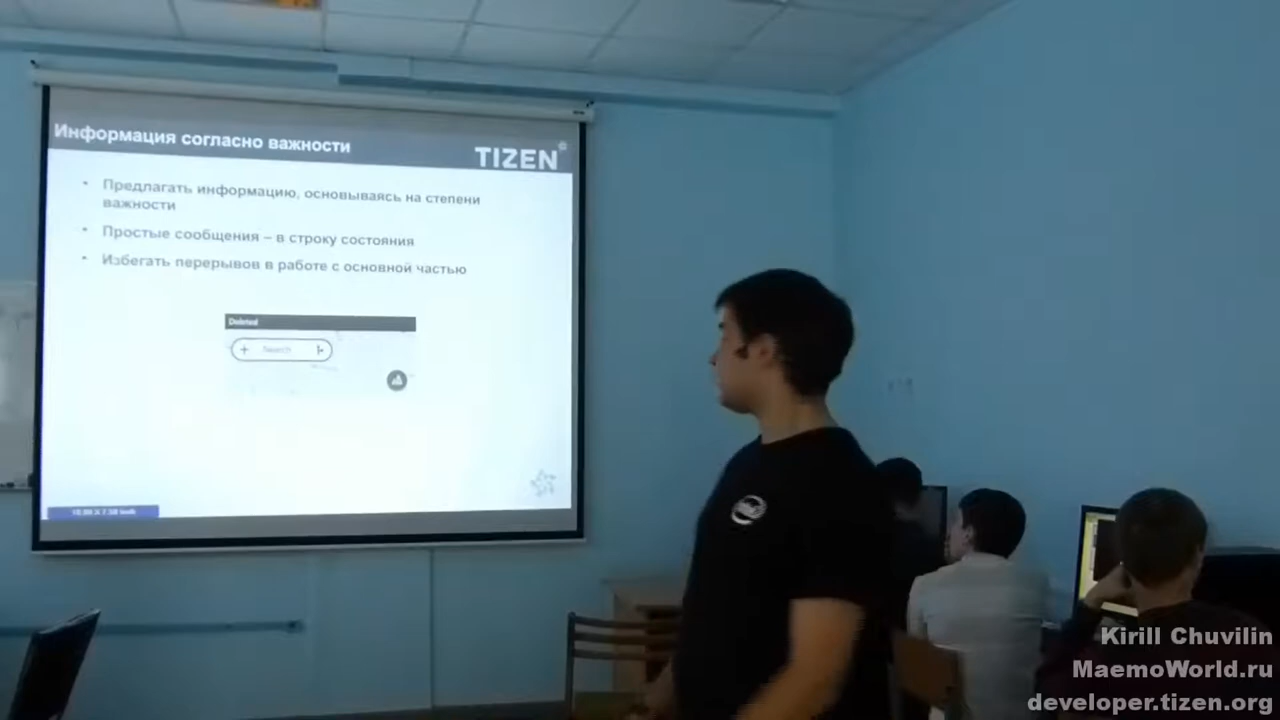 Информация согласно важности
TIZEN
• Предлагать информацию, основываясь на степени
важности
• Простые сообщения – в строку состояния
• Избегать перерывов в работе с основной частью
Deleted
Search
Kirill Chuvilin
MaemoWorld.ru
developer.tizen.org